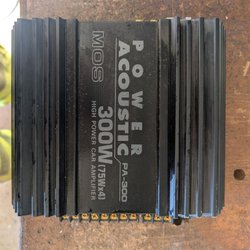 POWER
ACOUSTIC
MOS PA-300
300W (75Wx4)
HIGH POWER CAR AMPLIFIER